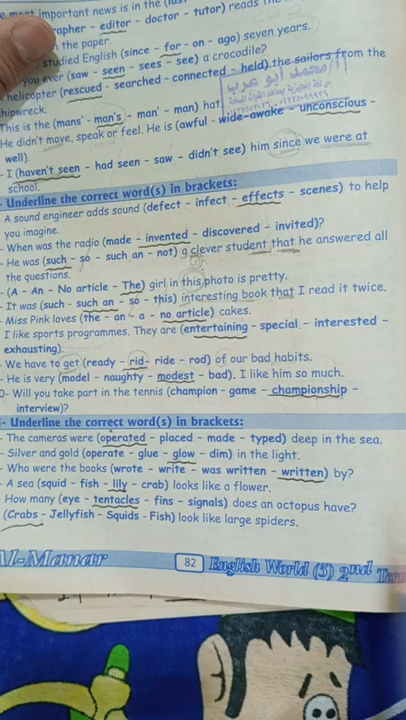 most important news is in the
rapher - editor - doctor - tutor) reads
the paper.
studied English (since - for - on - ago) seven years.
you ever (saw - seen - sees - see) a crocodile?
helicopter (rescued - searched - connected - held) the sailors from the
shipwreck.
This is the (mans' - man's - man' - man) hat
He didn't move, speak or feel. He is (awful - wide-awake - unconscious -
well).
- I (haven't seen - had seen - saw - didn't see) him since we were at
school.
- Underline the correct word(s) in brackets:
A sound engineer adds sound (defect - infect - effects - scenes) to help
you imagine.
- When was the radio (made - invented - discovered - invited)?
- He was (such - so - such an - not) a clever student that he answered all
the questions.
- (A - An - No article - The) girl in this photo is pretty.
- It was (such - such an - so - this) interesting book that I read it twice.
- Miss Pink loves (the - an - a - no article) cakes.
I like sports programmes. They are (entertaining - special - interested -
exhausting).
- We have to get (ready - rid - ride - rod) of our bad habits.
- He is very (model - naughty - modest - bad). I like him so much.
0- Will you take part in the tennis (champion - game - championship -
interview)?
- Underline the correct word(s) in brackets:
- The cameras were (operated - placed - made - typed) deep in the sea.
- Silver and gold (operate - glue - glow - dim) in the light.
- Who were the books (wrote - write - was written - written) by?
- A sea (squid - fish - lily - crab) looks like a flower.
How many (eye - tentacles - fins - signals) does an octopus have?
(Crabs - Jellyfish - Squids - Fish) look like large spiders.
Al-Manar 82 English World (5) 2nd Ter